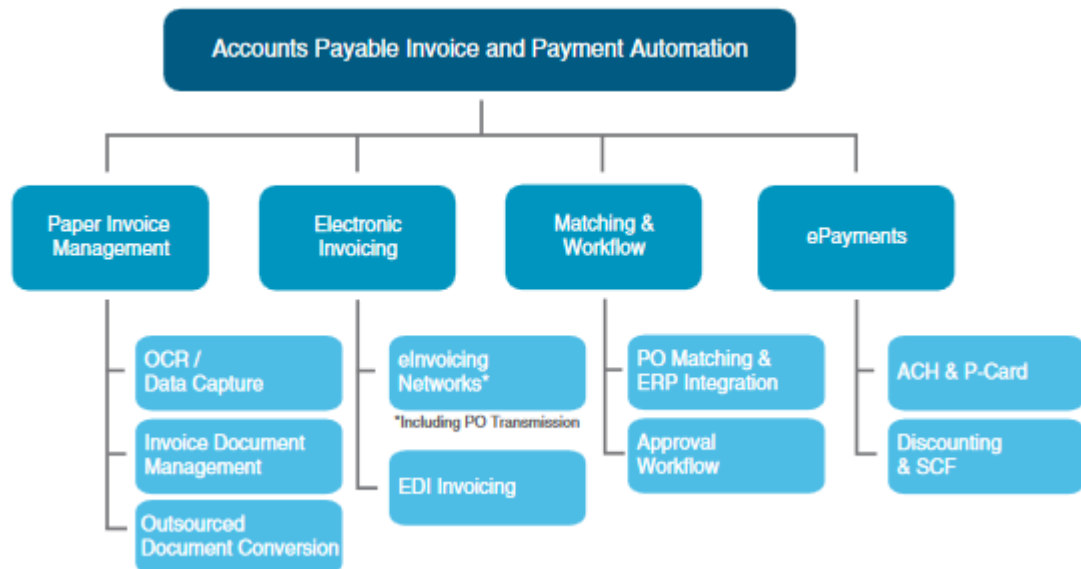 Accounts Payable Invoice and Payment Automation
Paper Invoice
Management
Electronic
Invoicing
Matching &
Workflow
ePayments
OCR /
Data Capture
Invoice Document
Management
Outsourced
Document Conversion
eInvoicing
Networks*
*Including PO Transmission
EDI Invoicing
PO Matching &
ERP Integration
Approval
Workflow
ACH & P-Card
Discounting
& SCF